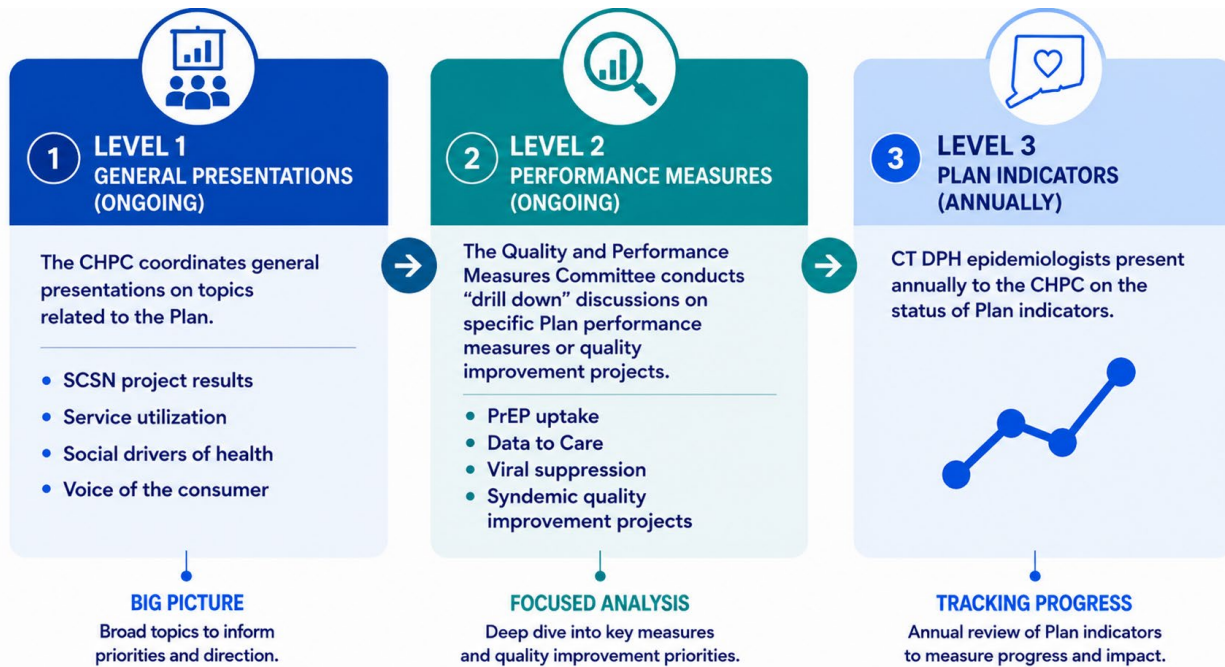 1
LEVEL 1
GENERAL PRESENTATIONS
(ONGOING)
The CHPC coordinates general
presentations on topics
related to the Plan.
• SCSN project results
• Service utilization
• Social drivers of health
• Voice of the consumer
BIG PICTURE
Broad topics to inform
priorities and direction.
2
LEVEL 2
PERFORMANCE MEASURES
(ONGOING)
The Quality and Performance
Measures Committee conducts
“drill down” discussions on
specific Plan performance
measures or quality
improvement projects.
• PrEP uptake
• Data to Care
• Viral suppression
• Syndemic quality
improvement projects
FOCUSED ANALYSIS
Deep dive into key measures
and quality improvement priorities.
3
LEVEL 3
PLAN INDICATORS
(ANNUALLY)
CT DPH epidemiologists present
annually to the CHPC on the
status of Plan indicators.
TRACKING PROGRESS
Annual review of Plan indicators
to measure progress and impact.